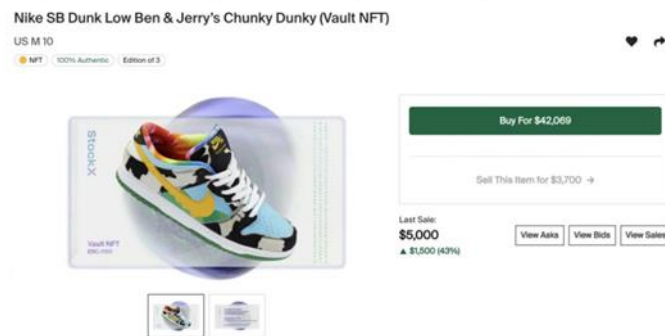 Nike SB Dunk Low Ben & Jerry's Chunky Dunky (Vault NFT)
US M 10
NFT 100% Authentic Edition of 3
StockX
Vault NFT
Buy For $42,069
Sell This Item for $3,700 →
Last Sale:
$5,000
▲ $1,500 (43%)
View Asks View Bids View Sales